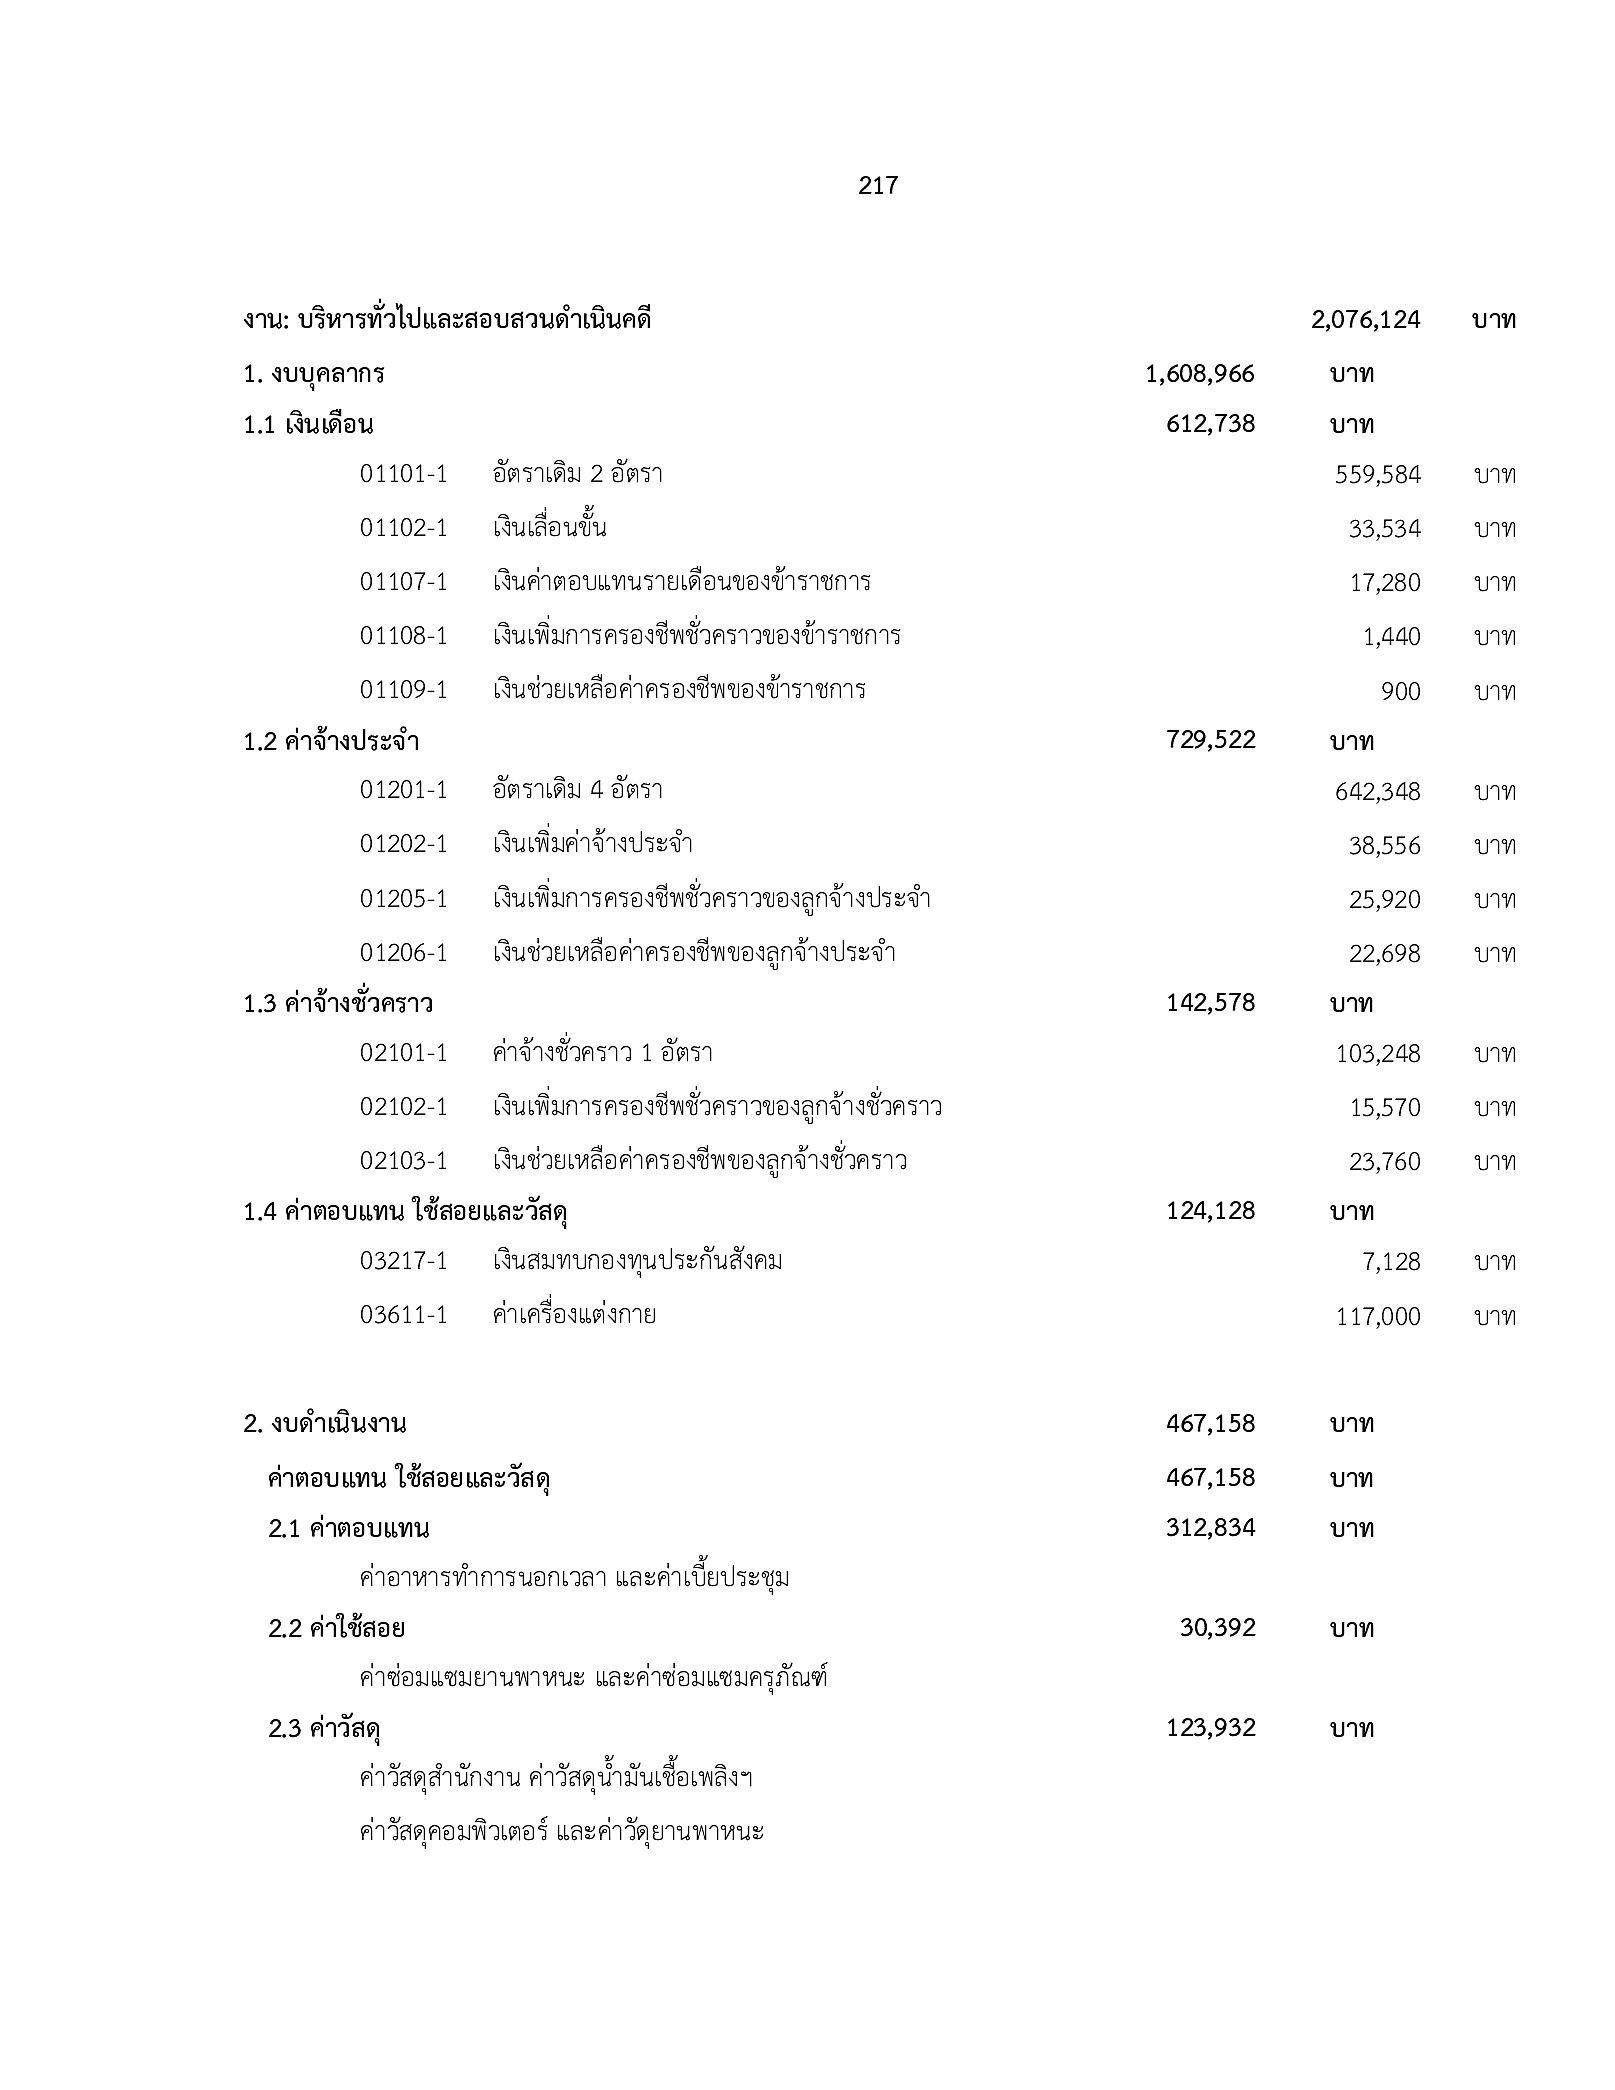 217
งาน: บริหารทั่วไปและสอบสวนดำเนินคดี 2,076,124 บาท
1. งบบุคลากร 1,608,966 บาท
1.1 เงินเดือน 612,738 บาท
01101-1 อัตราเดิม 2 อัตรา 559,584 บาท
01102-1 เงินเลื่อนขั้น 33,534 บาท
01107-1 เงินค่าตอบแทนรายเดือนของข้าราชการ 17,280 บาท
01108-1 เงินเพิ่มการครองชีพชั่วคราวของข้าราชการ 1,440 บาท
01109-1 เงินช่วยเหลือค่าครองชีพของข้าราชการ 900 บาท
1.2 ค่าจ้างประจำ 729,522 บาท
01201-1 อัตราเดิม 4 อัตรา 642,348 บาท
01202-1 เงินเพิ่มค่าจ้างประจำ 38,556 บาท
01205-1 เงินเพิ่มการครองชีพชั่วคราวของลูกจ้างประจำ 25,920 บาท
01206-1 เงินช่วยเหลือค่าครองชีพของลูกจ้างประจำ 22,698 บาท
1.3 ค่าจ้างชั่วคราว 142,578 บาท
02101-1 ค่าจ้างชั่วคราว 1 อัตรา 103,248 บาท
02102-1 เงินเพิ่มการครองชีพชั่วคราวของลูกจ้างชั่วคราว 15,570 บาท
02103-1 เงินช่วยเหลือค่าครองชีพของลูกจ้างชั่วคราว 23,760 บาท
1.4 ค่าตอบแทน ใช้สอยและวัสดุ 124,128 บาท
03217-1 เงินสมทบกองทุนประกันสังคม 7,128 บาท
03611-1 ค่าเครื่องแต่งกาย 117,000 บาท
2. งบดำเนินงาน 467,158 บาท
ค่าตอบแทน ใช้สอยและวัสดุ 467,158 บาท
2.1 ค่าตอบแทน 312,834 บาท
ค่าอาหารทำการนอกเวลา และค่าเบี้ยประชุม
2.2 ค่าใช้สอย 30,392 บาท
ค่าซ่อมแซมยานพาหนะ และค่าซ่อมแซมครุภัณฑ์
2.3 ค่าวัสดุ 123,932 บาท
ค่าวัสดุสำนักงาน ค่าวัสดุน้ำมันเชื้อเพลิงฯ
ค่าวัสดุคอมพิวเตอร์ และค่าวัดุยานพาหนะ